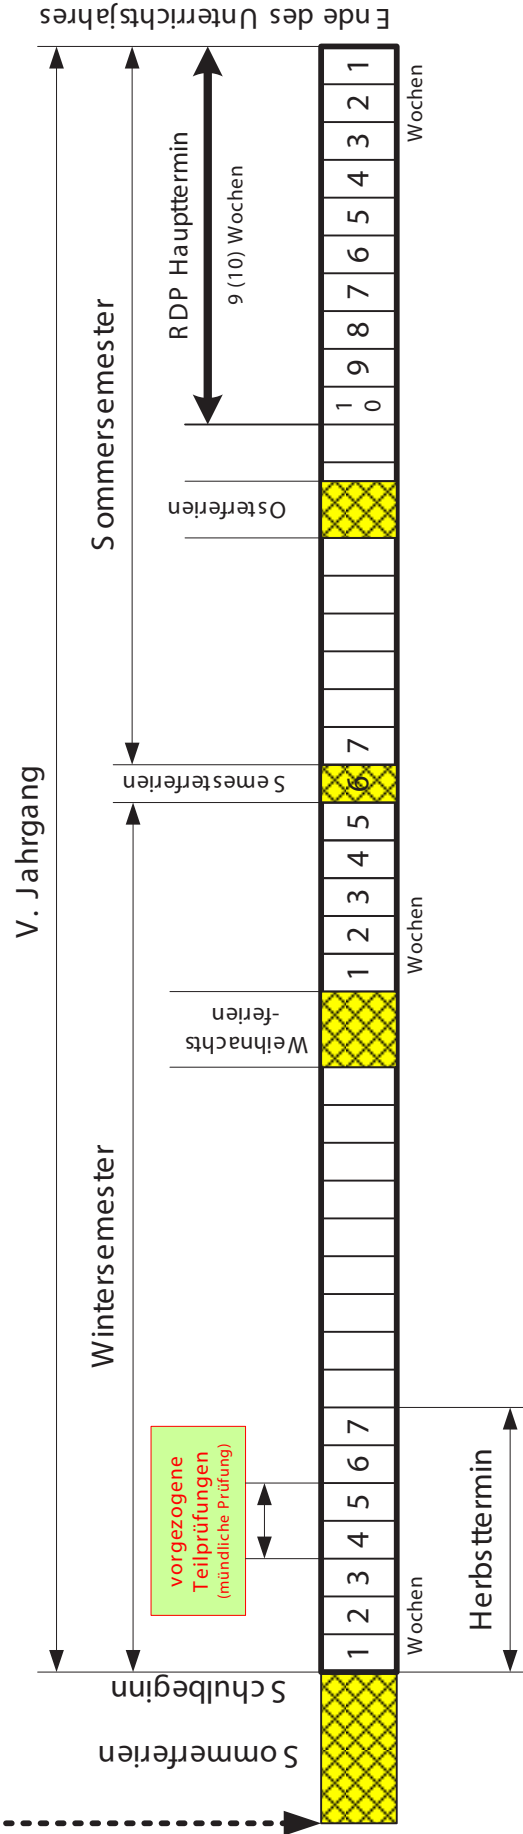 Sommerferien
Schulbeginn
V. Jahrgang
Wintersemester
Sommersemester
vorgezogene
Teilprüfungen
(mündliche Prüfung)
Weihnachts
-ferien
Semesterferien
Osterferien
RDP Haupttermin
9 (10) Wochen
Ende des Unterrichtsjahres
1 2 3 4 5 6 7 1 2 3 4 5 6 7 10 9 8 7 6 5 4 3 2 1
Wochen
Wochen
Wochen
Herbsttermin